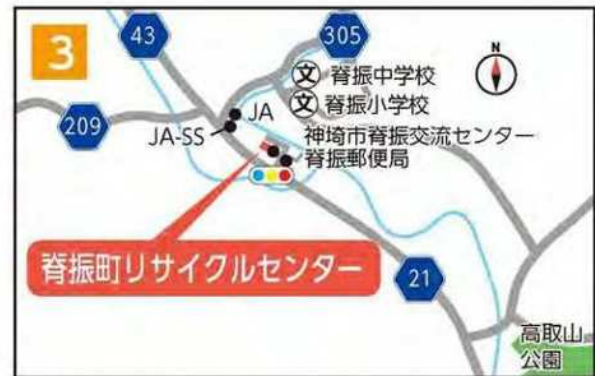 3
43
305
N
文 脊振中学校
文 脊振小学校
209
JA
JA-SS
神埼市脊振交流センター
脊振郵便局
脊振町リサイクルセンター
21
高取山
公園